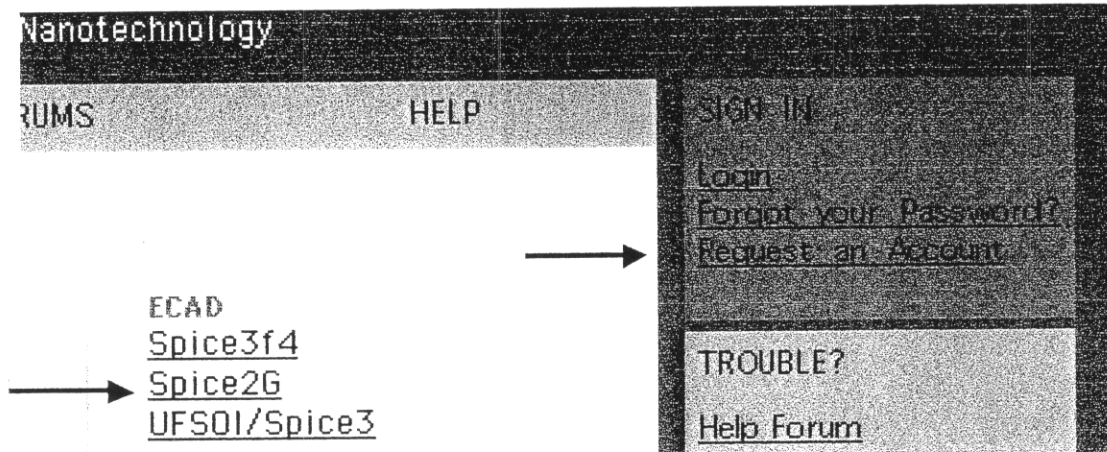 Nanotechnology
RUMS
HELP
ECAD
Spice3f4
Spice2G
UFSOI/Spice3
SIGN IN
Login
Forgot your Password?
Request an Account
TROUBLE?
Help Forum